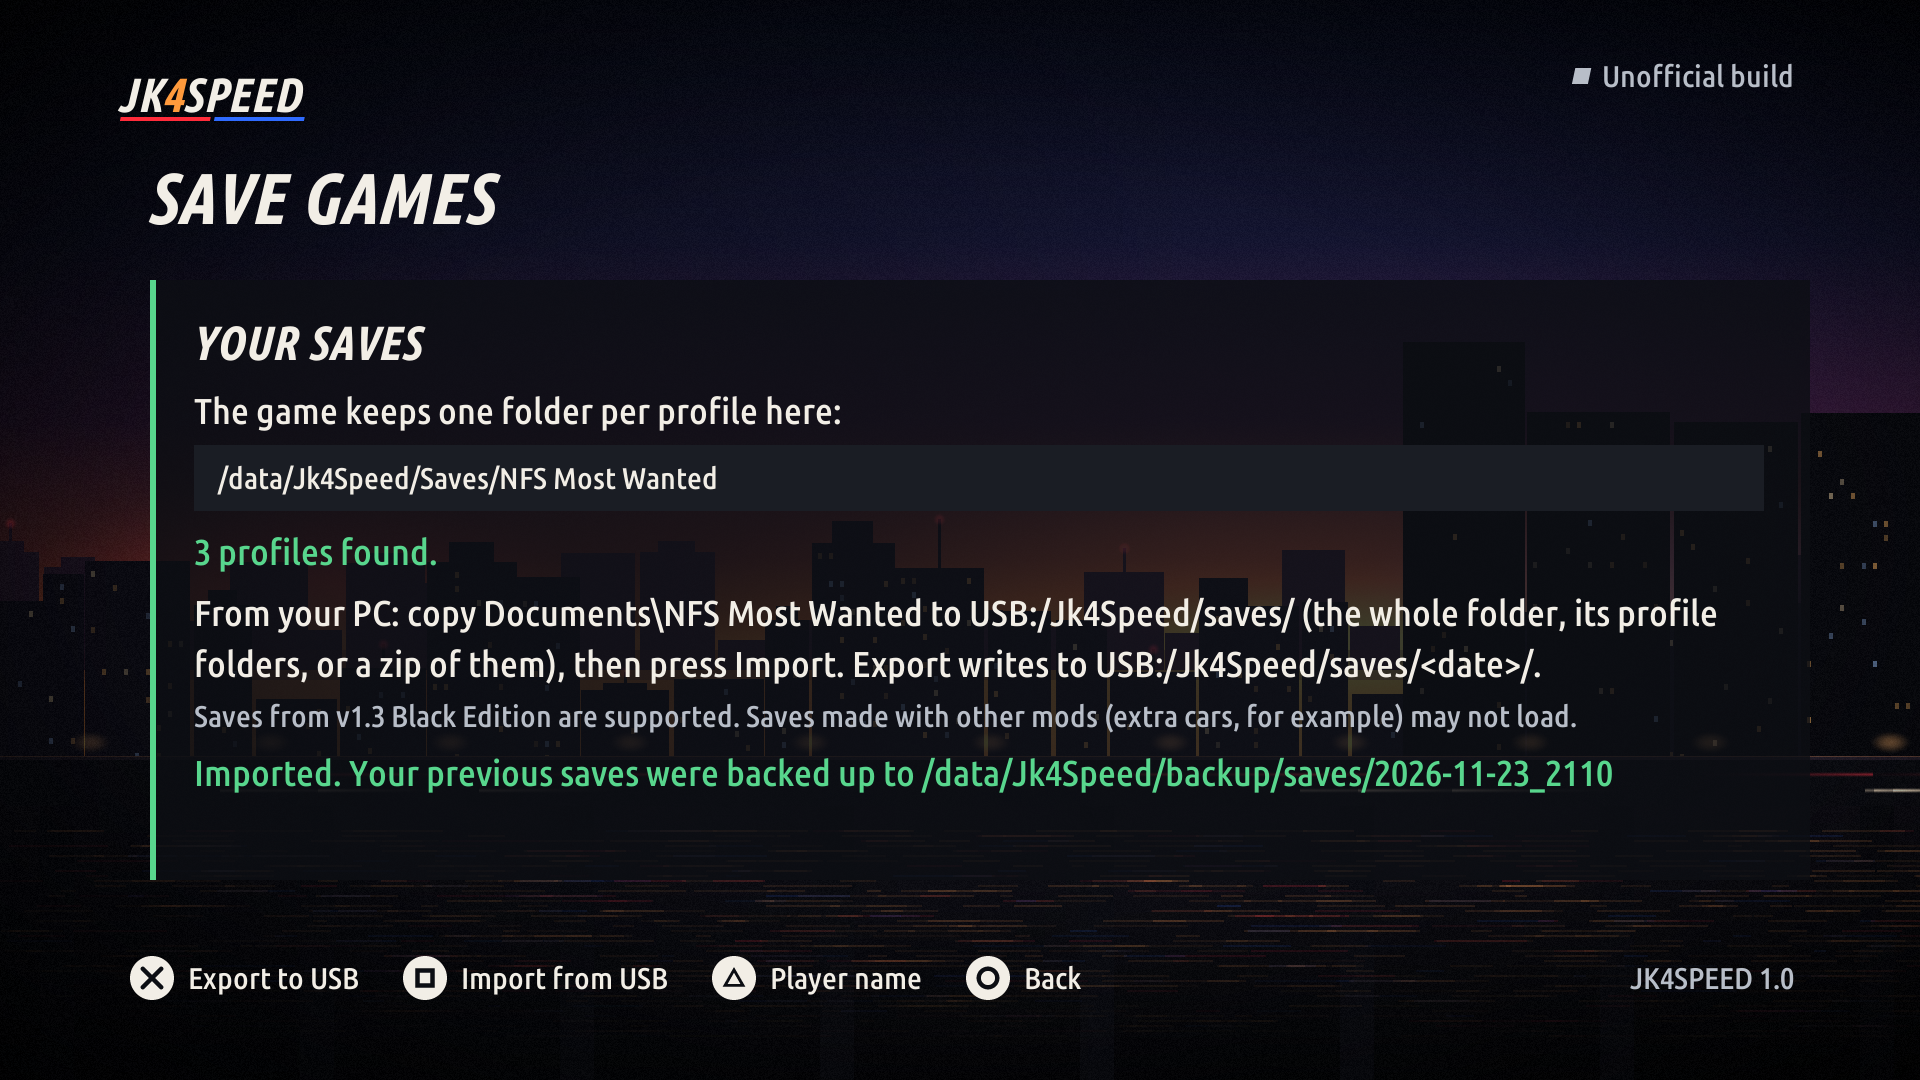 JK4SPEED
Unofficial build
SAVE GAMES
YOUR SAVES
The game keeps one folder per profile here:
/data/Jk4Speed/Saves/NFS Most Wanted
3 profiles found.
From your PC: copy Documents\NFS Most Wanted to USB:/Jk4Speed/saves/ (the whole folder, its profile
folders, or a zip of them), then press Import. Export writes to USB:/Jk4Speed/saves/<date>/.
Saves from v1.3 Black Edition are supported. Saves made with other mods (extra cars, for example) may not load.
Imported. Your previous saves were backed up to /data/Jk4Speed/backup/saves/2026-11-23_2110
Export to USB
Import from USB
Player name
Back
JK4SPEED 1.0